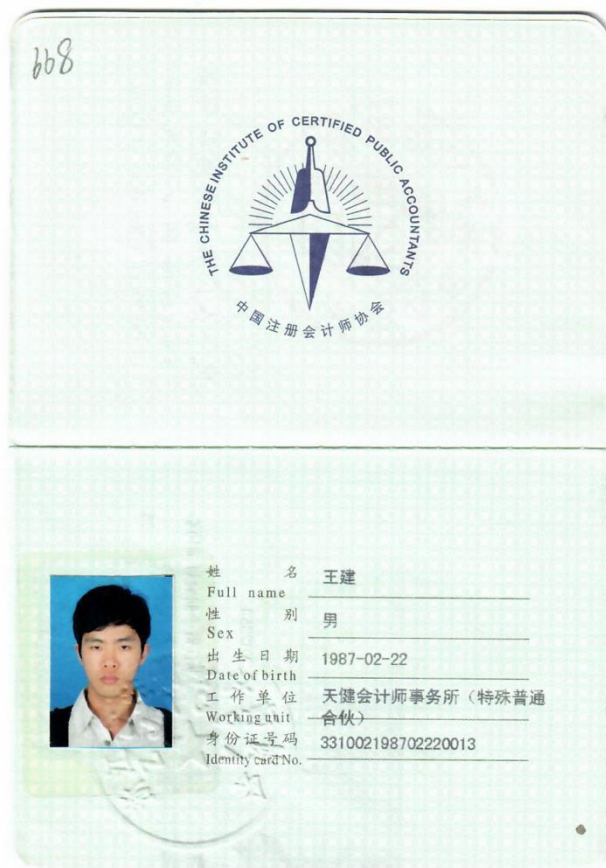 668
THE CHINESE INSTITUTE OF CERTIFIED PUBLIC ACCOUNTANTS
中国注册会计师协会
姓 名 王建
Full name
性 别 男
Sex
出 生 日 期 1987-02-22
Date of birth
工 作 单 位 天健会计师事务所（特殊普通
Working unit 合伙）
身份证号码 331002198702220013
Identity card No.